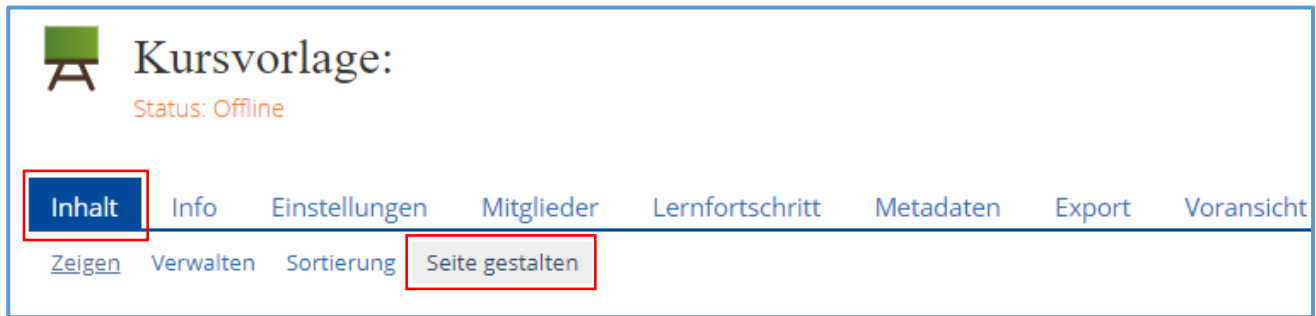 Kursvorlage:
Status: Offline
Inhalt Info Einstellungen Mitglieder Lernfortschritt Metadaten Export Voransicht
Zeigen Verwalten Sortierung Seite gestalten